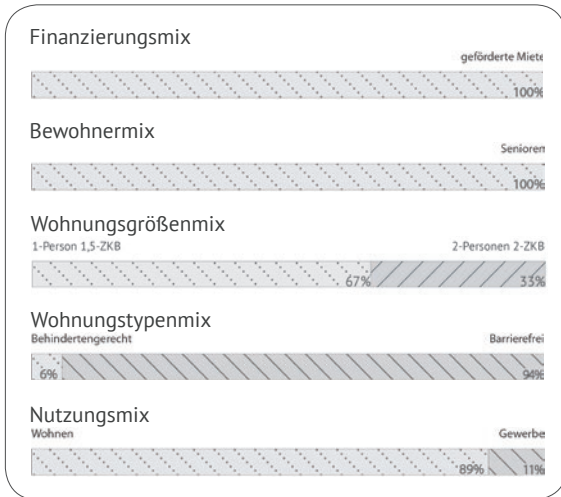 Finanzierungsmix
geförderte Miete
100%
Bewohnermix
Senioren
100%
Wohnungsgrößenmix
1-Person 1,5-ZKB 2-Personen 2-ZKB
67% 33%
Wohnungstypenmix
Behindertengerecht Barrierefrei
6% 94%
Nutzungsmix
Wohnen Gewerbe
89% 11%